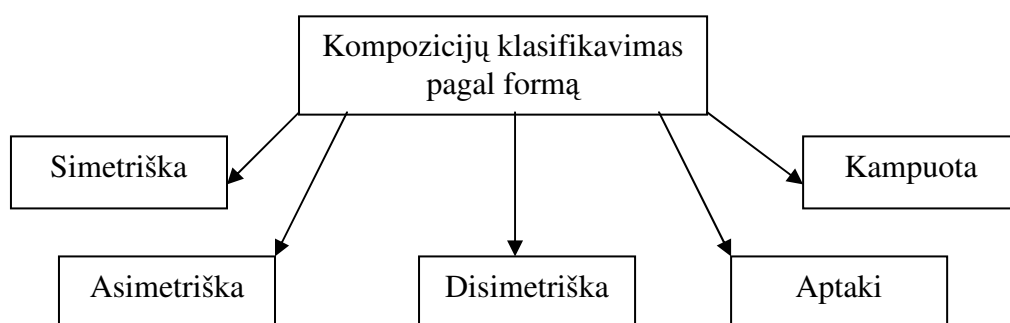 Kompozicijų klasifikavimas
pagal formą
Simetriška
Kampuota
Asimetriška
Disimetriška
Aptaki